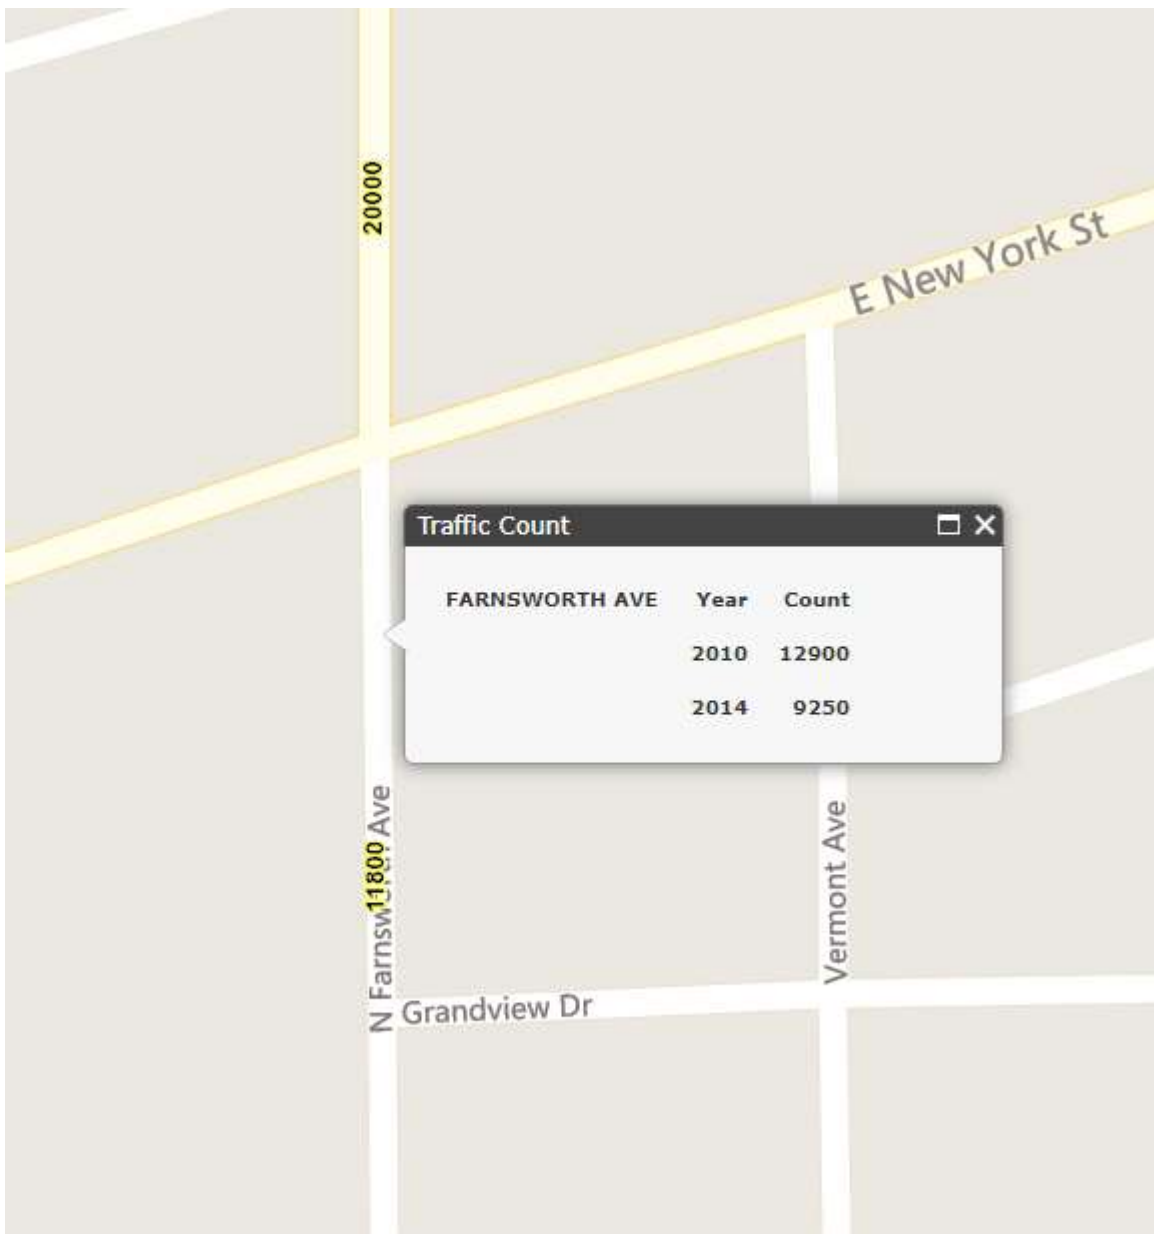 20000
E New York St
Traffic Count
FARNSWORTH AVE Year Count
2010 12900
2014 9250
11800
N Farnsw Ave
Vermont Ave
Grandview Dr